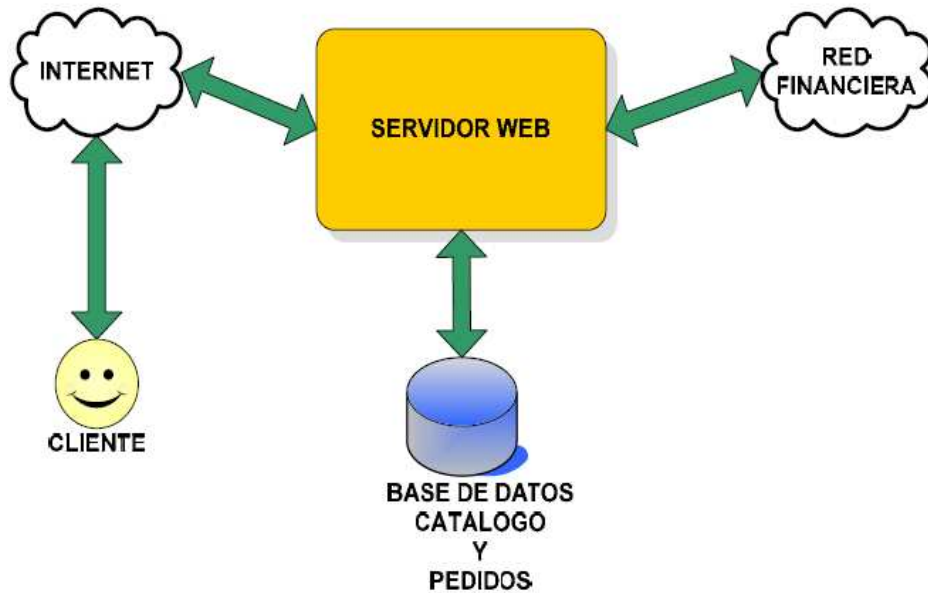 INTERNET
SERVIDOR WEB
RED
FINANCIERA
CLIENTE
BASE DE DATOS
CATALOGO
Y
PEDIDOS